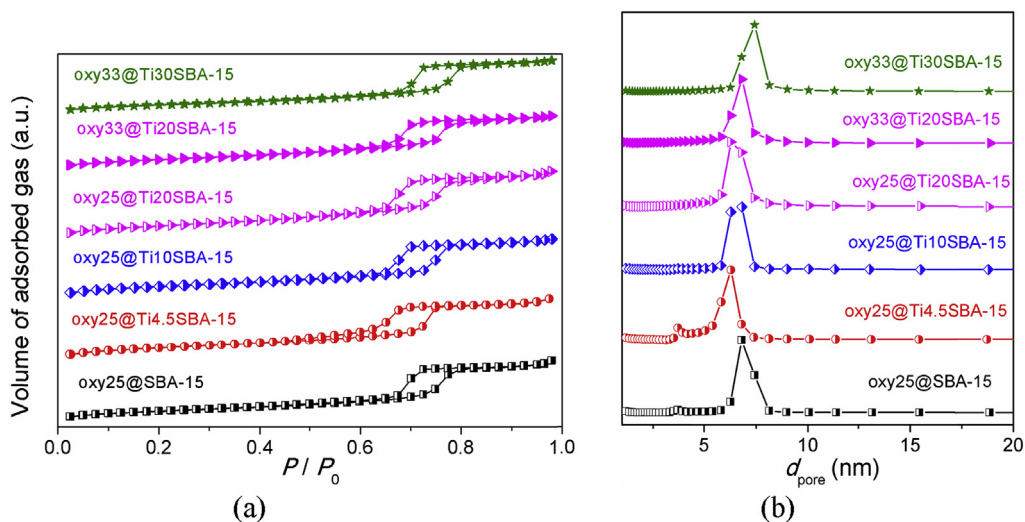 Volume of adsorbed gas (a.u.)
oxy33@Ti30SBA-15
oxy33@Ti20SBA-15
oxy25@Ti20SBA-15
oxy25@Ti10SBA-15
oxy25@Ti4.5SBA-15
oxy25@SBA-15
0.0 0.2 0.4 0.6 0.8 1.0
P / P0
(a)
oxy33@Ti30SBA-15
oxy33@Ti20SBA-15
oxy25@Ti20SBA-15
oxy25@Ti10SBA-15
oxy25@Ti4.5SBA-15
oxy25@SBA-15
5 10 15 20
dpore (nm)
(b)